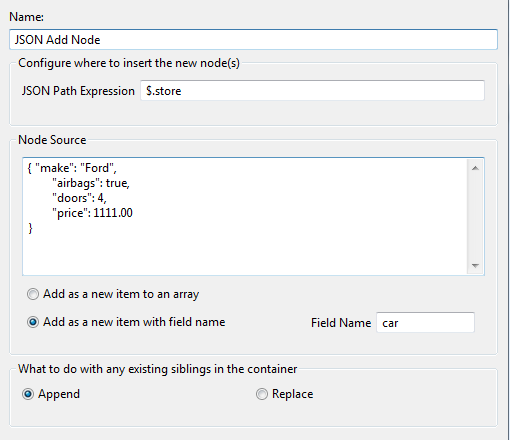 Name:
JSON Add Node
Configure where to insert the new node(s)
JSON Path Expression $.store
Node Source
{ "make": "Ford",
"airbags": true,
"doors": 4,
"price": 1111.00
}
Add as a new item to an array
Add as a new item with field name Field Name car
What to do with any existing siblings in the container
Append Replace